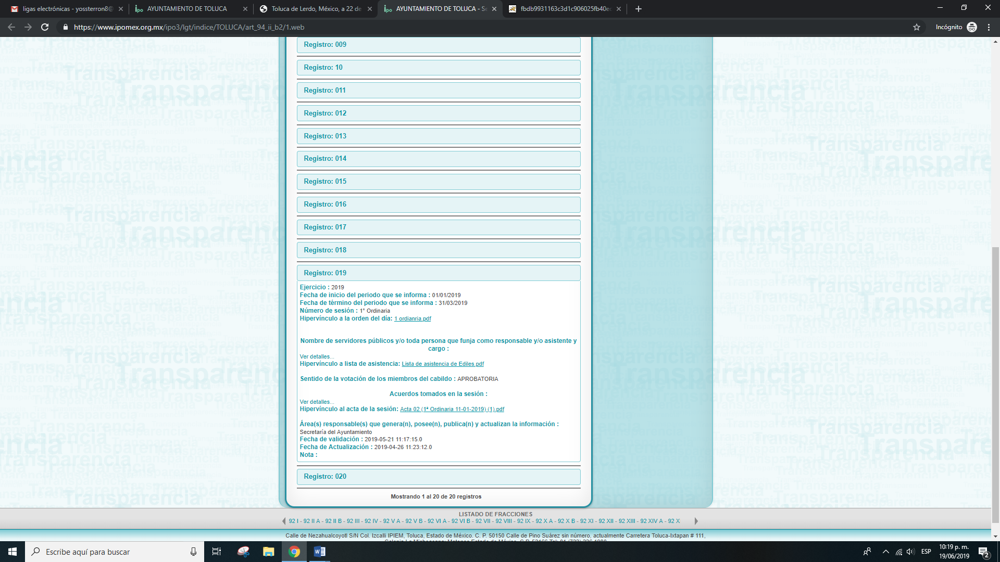 ligas electrónicas - yossterron8@
AYUNTAMIENTO DE TOLUCA
Toluca de Lerdo, México, a 22 de
AYUNTAMIENTO DE TOLUCA - Se
fbdb9931163c3d1c906025fb40ec
https://www.ipomex.org.mx/ipo3/lgt/indice/TOLUCA/art_94_ii_b2/1.web
Incógnito
Registro: 009
Registro: 10
Registro: 011
Registro: 012
Registro: 013
Registro: 014
Registro: 015
Registro: 016
Registro: 017
Registro: 018
Registro: 019
Ejercicio : 2019
Fecha de inicio del periodo que se informa : 01/01/2019
Fecha de término del periodo que se informa : 31/03/2019
Número de sesión : 1° Ordinaria
Hipervínculo a la orden del día: 1 ordianria.pdf
Nombre de servidores públicos y/o toda persona que funja como responsable y/o asistente y
cargo :
Ver detalles...
Hipervínculo a lista de asistencia: Lista de asistencia de Ediles.pdf
Sentido de la votación de los miembros del cabildo : APROBATORIA
Acuerdos tomados en la sesión :
Ver detalles...
Hipervínculo al acta de la sesión: Acta 02 (1ª Ordinaria 11-01-2019) (1).pdf
Área(s) responsable(s) que genera(n), posee(n), publica(n) y actualizan la información :
Secretaría del Ayuntamiento
Fecha de validación : 2019-05-21 11:17:15.0
Fecha de Actualización : 2019-04-26 11:23:12.0
Nota :
Registro: 020
Mostrando 1 al 20 de 20 registros
LISTADO DE FRACCIONES
92 I - 92 II A - 92 II B - 92 III - 92 IV - 92 V A - 92 V B - 92 VI A - 92 VI B - 92 VII - 92 VIII - 92 IX - 92 X A - 92 X B - 92 XI - 92 XII - 92 XIII - 92 XIV A - 92 X
Calle de Nezahualcoyotl S/N Col. Izcalli IPIEM, Toluca, Estado de México. C. P. 50150 Calle de Pino Suárez sin número, actualmente Carretera Toluca-Ixtapan # 111,
Escribe aquí para buscar
ESP
10:19 p. m.
19/06/2019
2